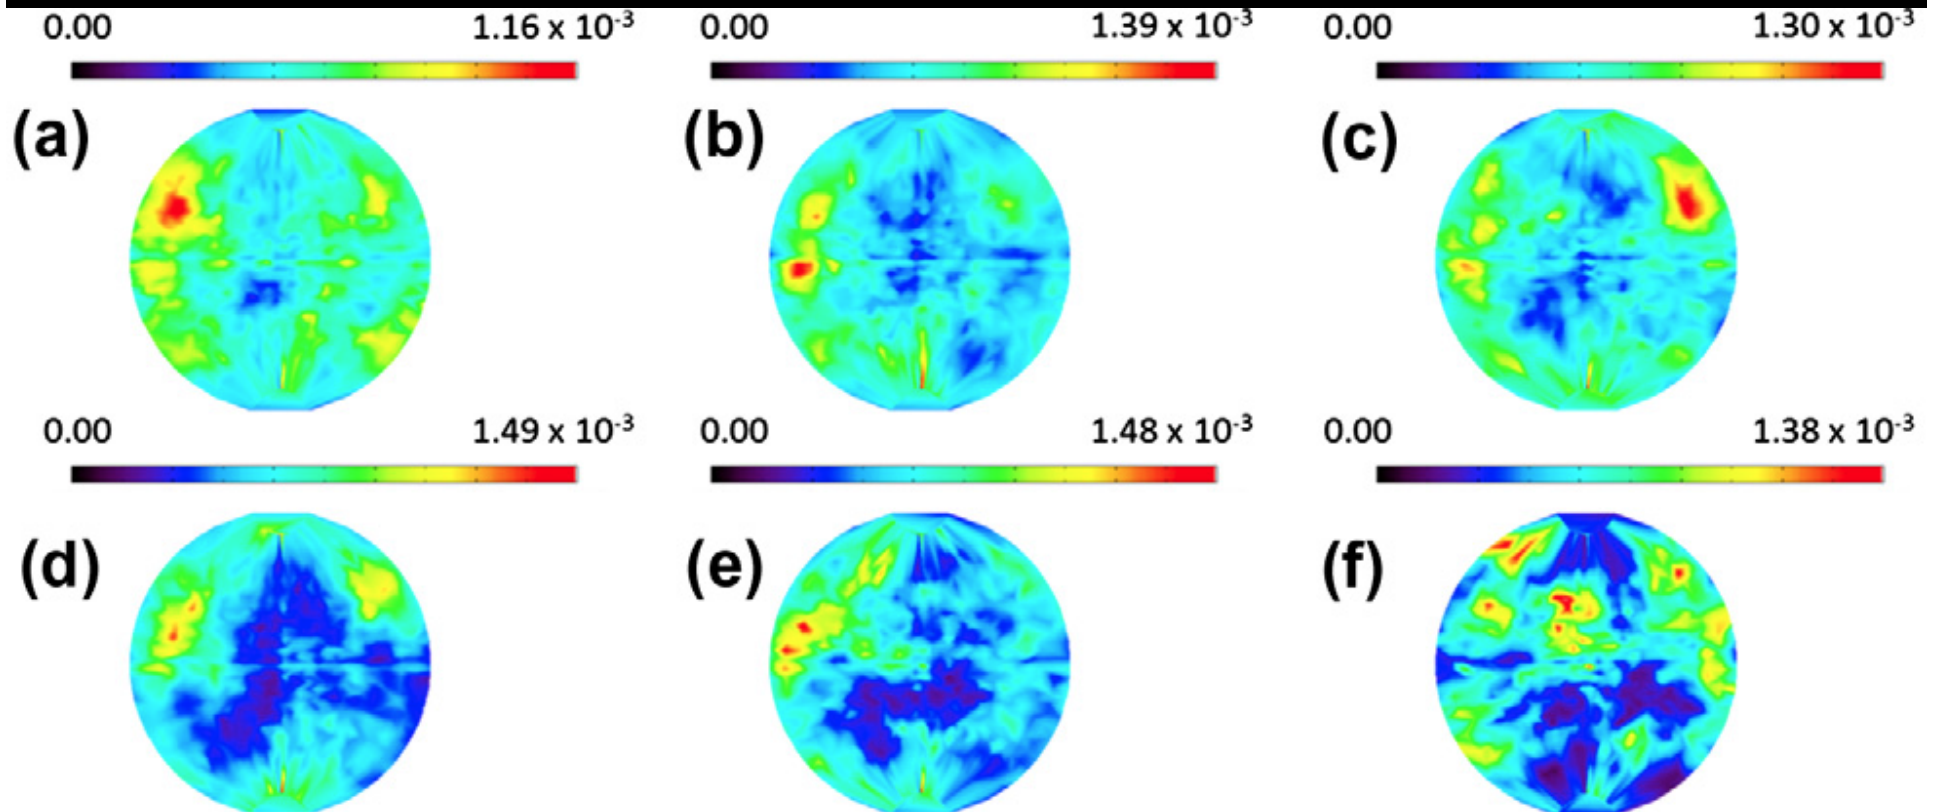 0.00 1.16 x 10⁻³ 0.00 1.39 x 10⁻³ 0.00 1.30 x 10⁻³
(a) (b) (c)
0.00 1.49 x 10⁻³ 0.00 1.48 x 10⁻³ 0.00 1.38 x 10⁻³
(d) (e) (f)